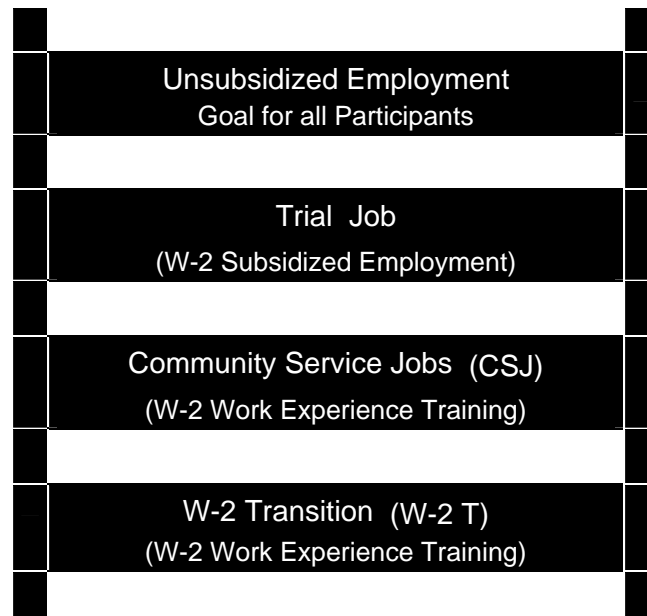 Unsubsidized Employment
Goal for all Participants
Trial Job
(W-2 Subsidized Employment)
Community Service Jobs (CSJ)
(W-2 Work Experience Training)
W-2 Transition (W-2 T)
(W-2 Work Experience Training)